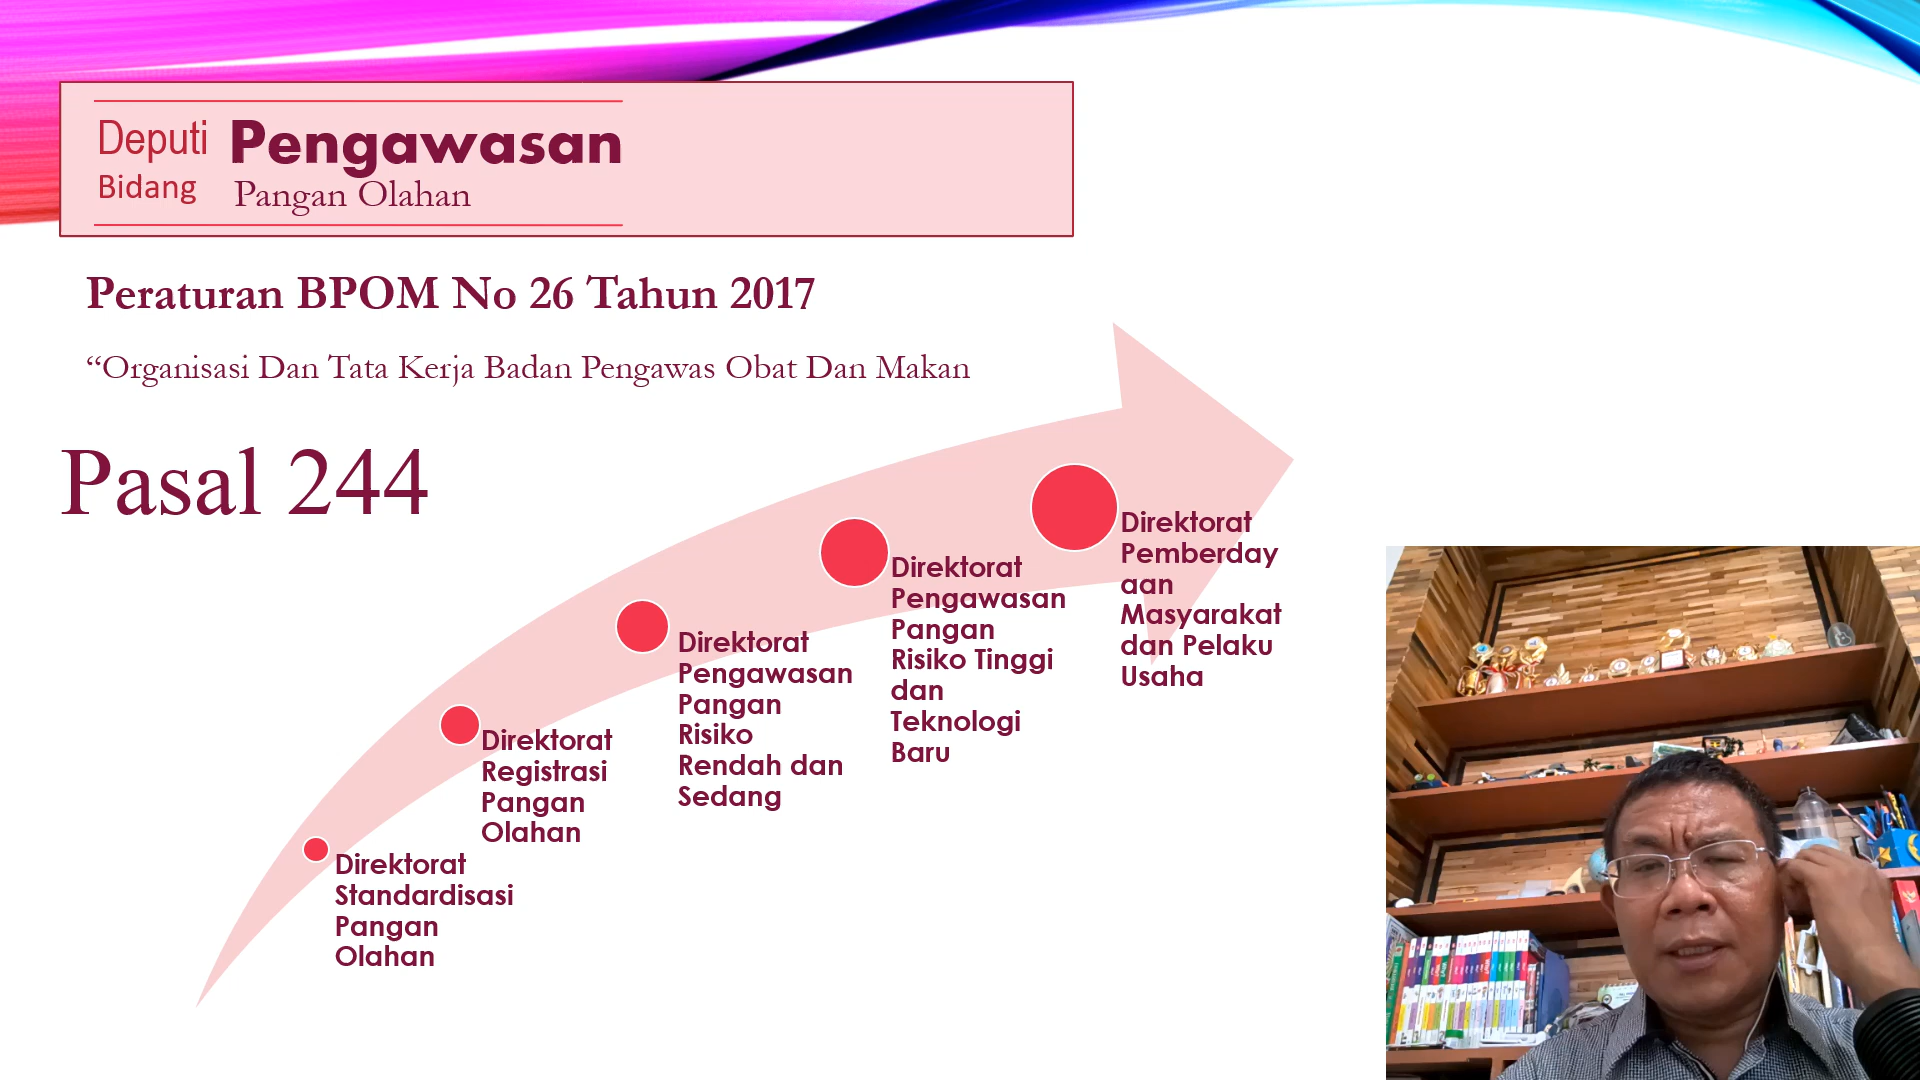 Deputi Pengawasan
Bidang Pangan Olahan
Peraturan BPOM No 26 Tahun 2017
“Organisasi Dan Tata Kerja Badan Pengawas Obat Dan Makan
Pasal 244
Direktorat
Standardisasi
Pangan
Olahan
Direktorat
Registrasi
Pangan
Olahan
Direktorat
Pengawasan
Pangan
Risiko
Rendah dan
Sedang
Direktorat
Pengawasan
Pangan
Risiko Tinggi
dan
Teknologi
Baru
Direktorat
Pemberday
aan
Masyarakat
dan Pelaku
Usaha